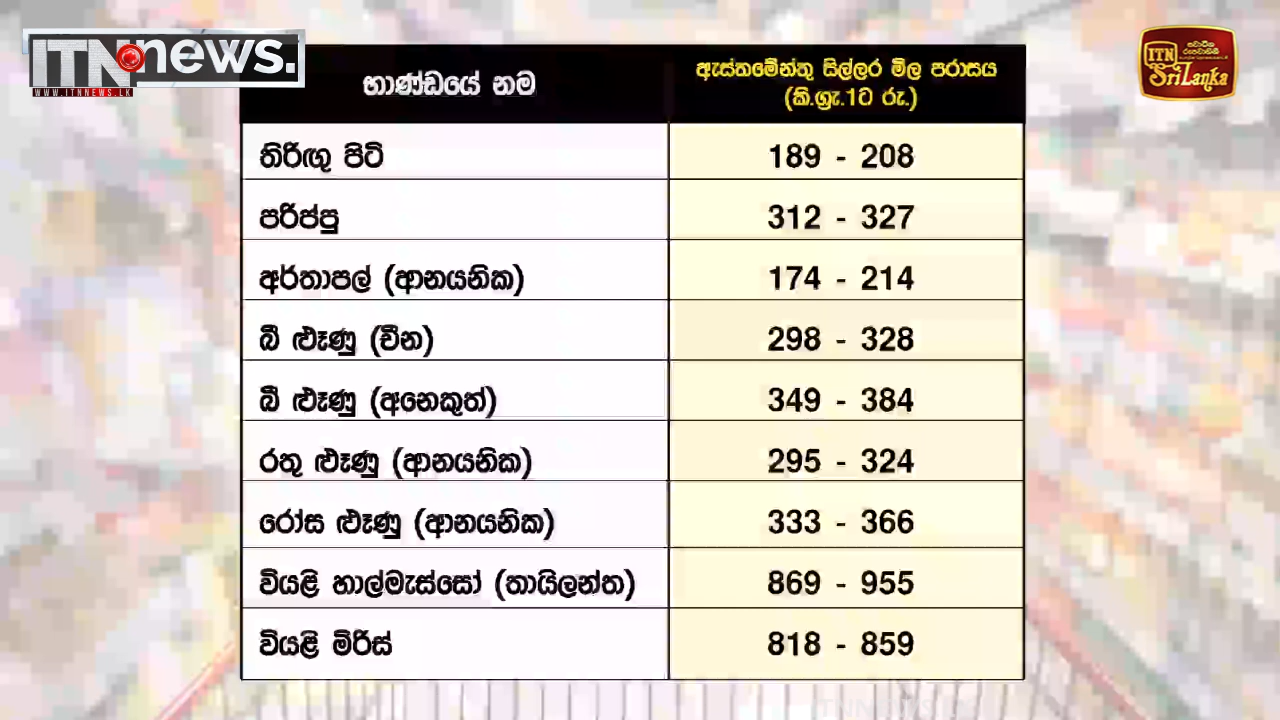 ITN news.
WWW.ITNNEWS.LK
ITN
SriLanka
භාණ්ඩයේ නම
ඇස්තමේන්තු සිල්ලර මිල පරාසය
(කි.ග්‍රෑ.1ට රු.)
තිරිඟු පිටි 189 - 208
පරිප්පු 312 - 327
අර්තාපල් (ආනයනික) 174 - 214
බී ළූණු (චීන) 298 - 328
බී ළූණු (අනෙකුත්) 349 - 384
රතු ළූණු (ආනයනික) 295 - 324
රෝස ළූණු (ආනයනික) 333 - 366
වියළි හාල්මැස්සෝ (තායිලන්ත) 869 - 955
වියළි මිරිස් 818 - 859